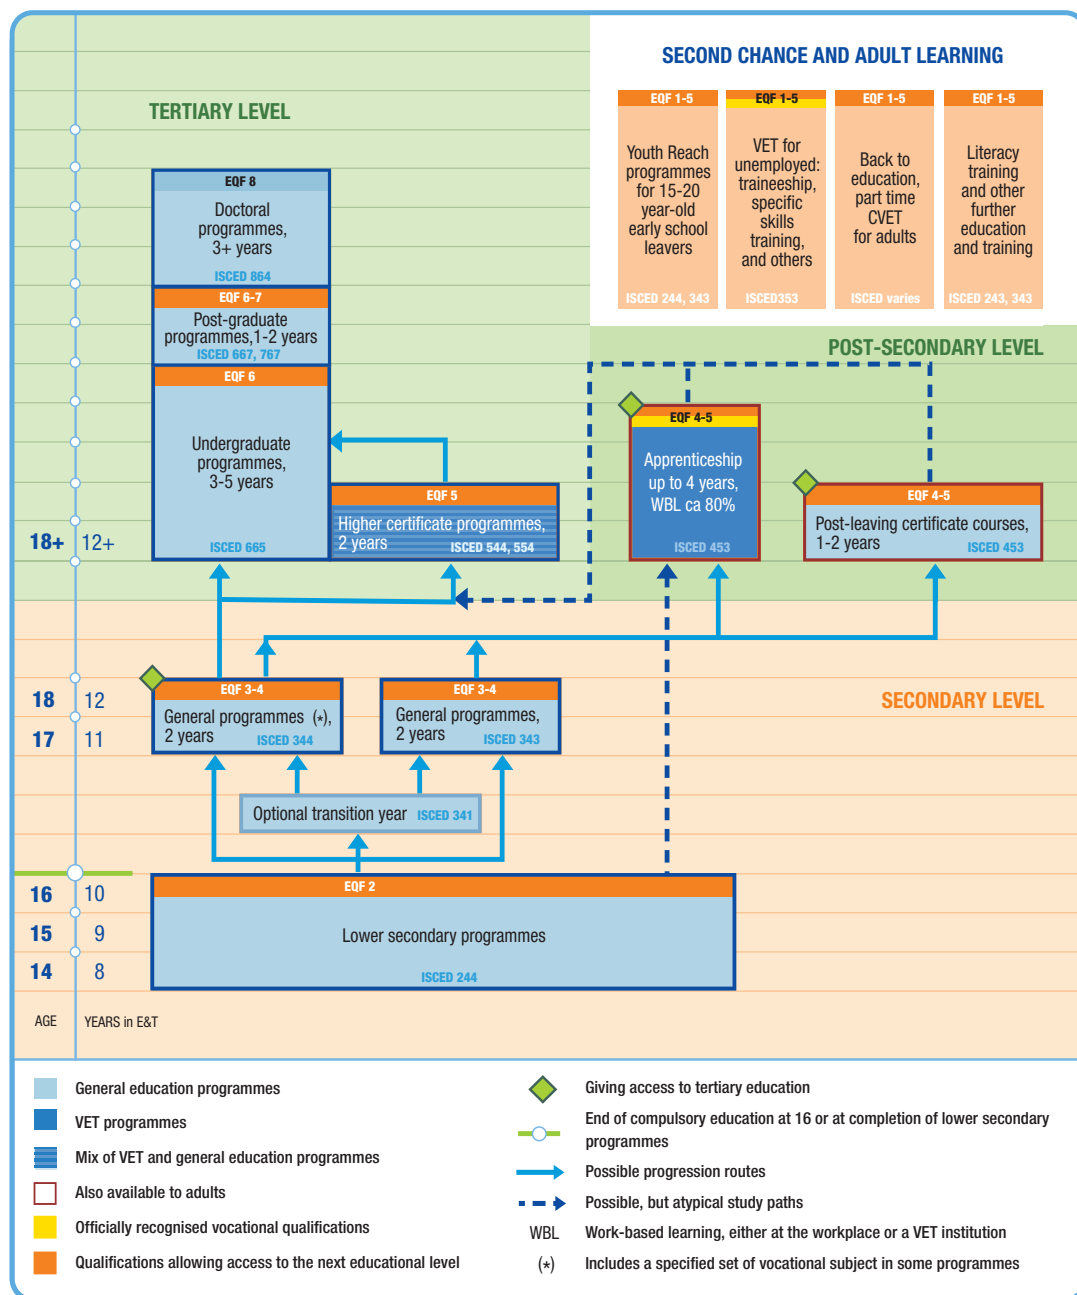 SECOND CHANCE AND ADULT LEARNING
EQF 1-5
Youth Reach
programmes
for 15-20
year-old
early school
leavers
ISCED 244, 343
EQF 1-5
VET for
unemployed:
traineeship,
specific
skills
training,
and others
ISCED353
EQF 1-5
Back to
education,
part time
CVET
for adults
ISCED varies
EQF 1-5
Literacy
training
and other
further
education
and training
ISCED 243, 343
TERTIARY LEVEL
EQF 8
Doctoral
programmes,
3+ years
ISCED 864
EQF 6-7
Post-graduate
programmes,1-2 years
ISCED 667, 767
EQF 6
Undergraduate
programmes,
3-5 years
ISCED 665
EQF 5
Higher certificate programmes,
2 years ISCED 544, 554
POST-SECONDARY LEVEL
EQF 4-5
Apprenticeship
up to 4 years,
WBL ca 80%
ISCED 453
EQF 4-5
Post-leaving certificate courses,
1-2 years ISCED 453
18+ 12+
SECONDARY LEVEL
18 12
17 11
EQF 3-4
General programmes (*),
2 years ISCED 344
EQF 3-4
General programmes,
2 years ISCED 343
Optional transition year ISCED 341
16 10
15 9
14 8
EQF 2
Lower secondary programmes
ISCED 244
AGE YEARS in E&T
General education programmes
VET programmes
Mix of VET and general education programmes
Also available to adults
Officially recognised vocational qualifications
Qualifications allowing access to the next educational level
Giving access to tertiary education
End of compulsory education at 16 or at completion of lower secondary
programmes
Possible progression routes
Possible, but atypical study paths
WBL Work-based learning, either at the workplace or a VET institution
(*) Includes a specified set of vocational subject in some programmes